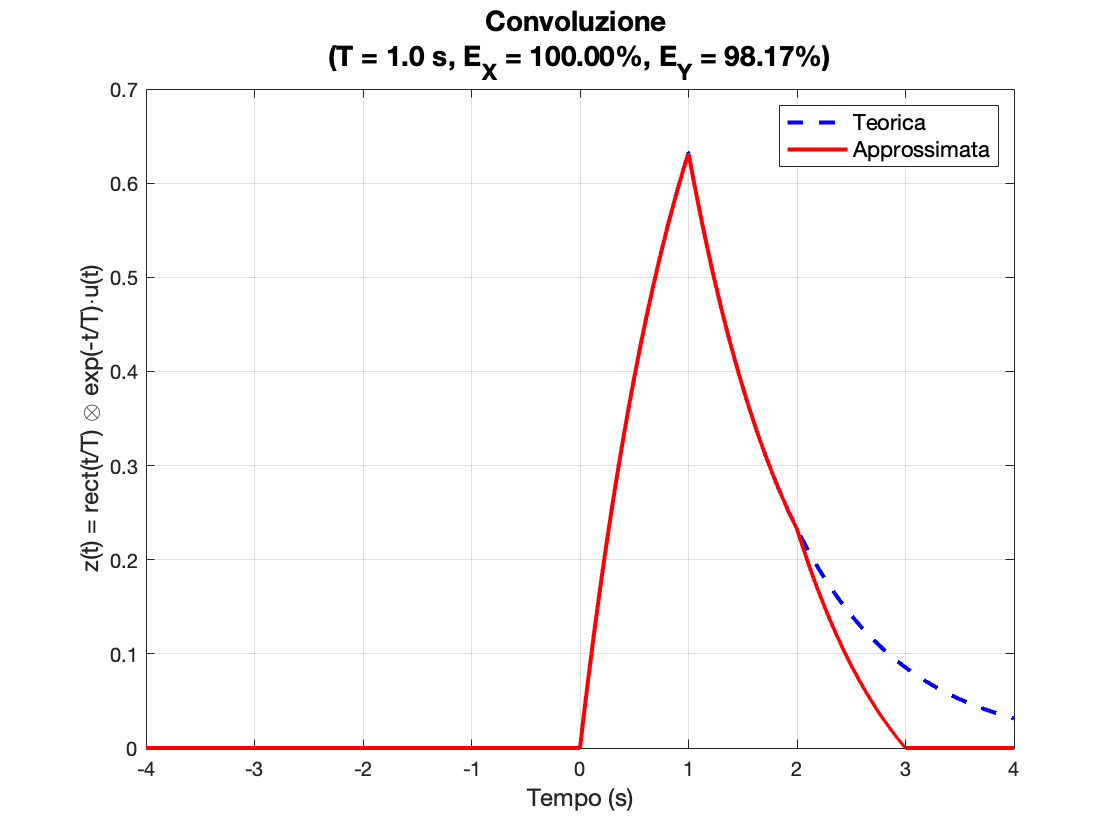 Convoluzione
(T = 1.0 s, E_X = 100.00%, E_Y = 98.17%)
0.7
0.6
0.5
0.4
0.3
0.2
0.1
0
z(t) = rect(t/T) ⊗ exp(-t/T)·u(t)
Teorica
Approssimata
-4 -3 -2 -1 0 1 2 3 4
Tempo (s)